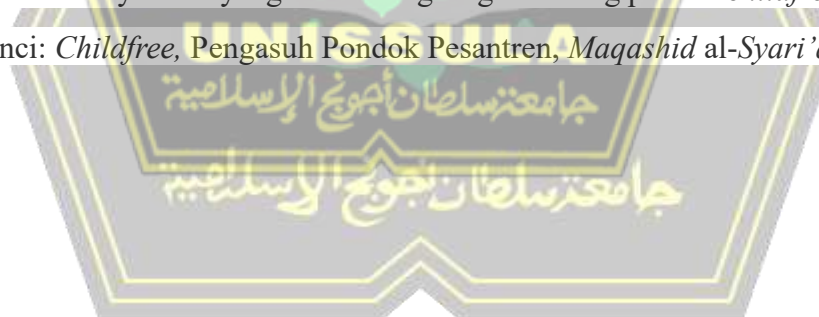 nci: Childfree, Pengasuh Pondok Pesantren, Maqashid al-Syari'a
UNISSULA
جامعة سلطان أجونج الإسلامية
جامعة سلطان أجونج الإسلامية